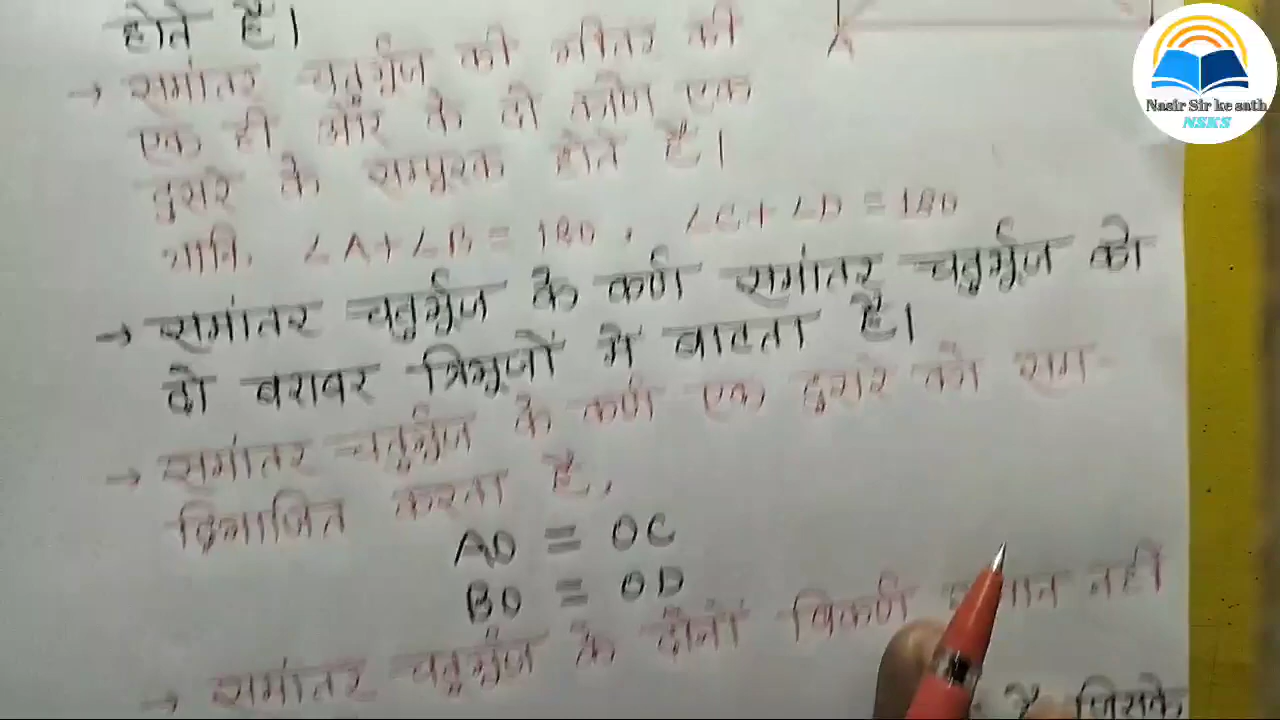 होते है।
A
→ समांतर चतुर्भुज की भीतर की
एक ही ओर के दो कोण एक
दुसरे के सम्पूरक होते है।
यानि, ∠A+∠B = 180, ∠C+∠D = 180
→ समांतर चतुर्भुज के कर्ण समांतर चतुर्भुज को
दो बराबर त्रिभुजों में बाटता है।
→ समांतर चतुर्भुज के कर्ण एक दुसरे को सम-
द्विभाजित करता है,
AO = OC
BO = OD
→ समांतर चतुर्भुज के दोनों विकर्ण नहीं
जिसके
Nasir Sir ke sath
NSKS